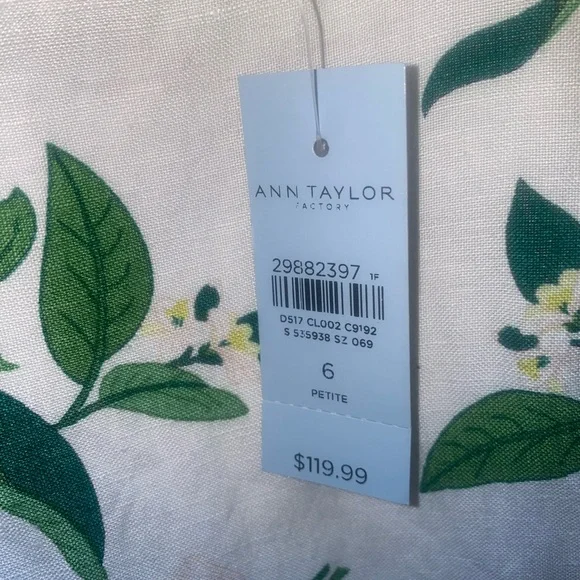 ANN TAYLOR
FACTORY
29882397 1F
D517 CL002 C9192
S 535938 SZ 069
6
PETITE
$119.99